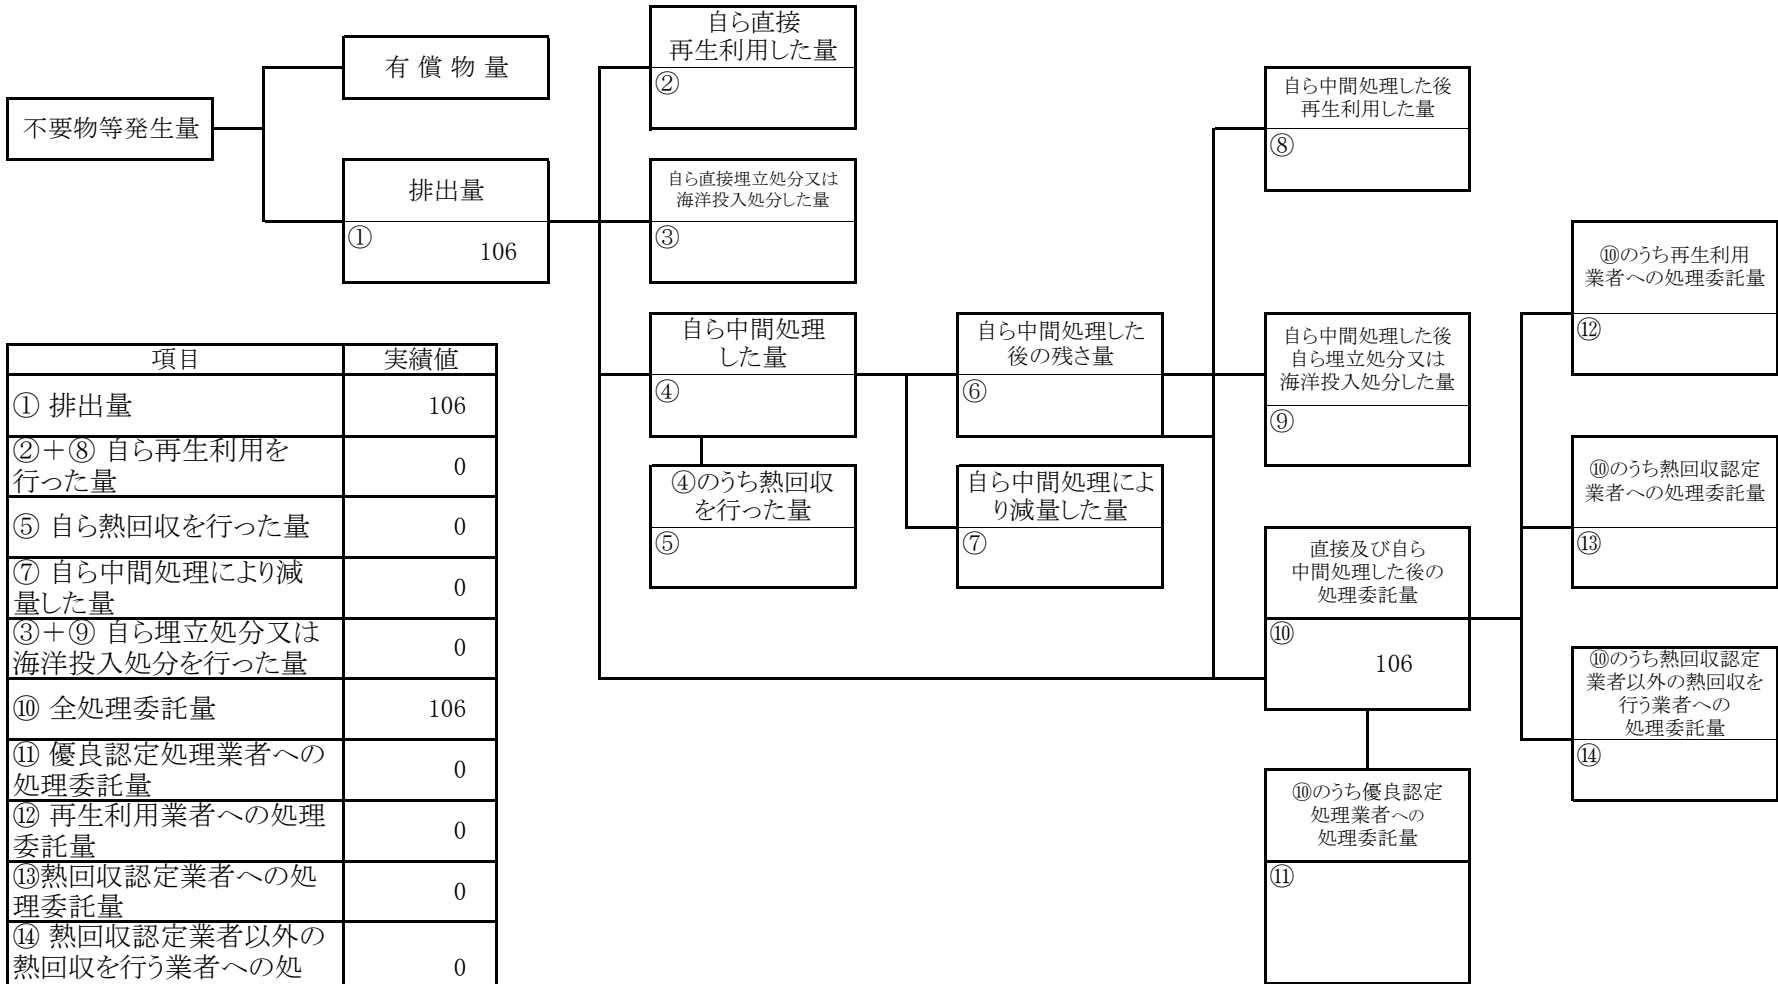 不要物等発生量
有 償 物 量
排出量
①
106
自ら直接
再生利用した量
②
自ら直接埋立処分又は
海洋投入処分した量
③
自ら中間処理
した量
④
④のうち熱回収
を行った量
⑤
自ら中間処理した
後の残さ量
⑥
自ら中間処理によ
り減量した量
⑦
自ら中間処理した後
再生利用した量
⑧
自ら中間処理した後
自ら埋立処分又は
海洋投入処分した量
⑨
直接及び自ら
中間処理した後の
処理委託量
⑩
106
⑩のうち優良認定
処理業者への
処理委託量
⑪
⑩のうち再生利用
業者への処理委託量
⑫
⑩のうち熱回収認定
業者への処理委託量
⑬
⑩のうち熱回収認定
業者以外の熱回収を
行う業者への
処理委託量
⑭
項目 実績値
① 排出量 106
②＋⑧ 自ら再生利用を
行った量 0
⑤ 自ら熱回収を行った量 0
⑦ 自ら中間処理により減
量した量 0
③＋⑨ 自ら埋立処分又は
海洋投入処分を行った量 0
⑩ 全処理委託量 106
⑪ 優良認定処理業者への
処理委託量 0
⑫ 再生利用業者への処理
委託量 0
⑬熱回収認定業者への処
理委託量 0
⑭ 熱回収認定業者以外の
熱回収を行う業者への処 0